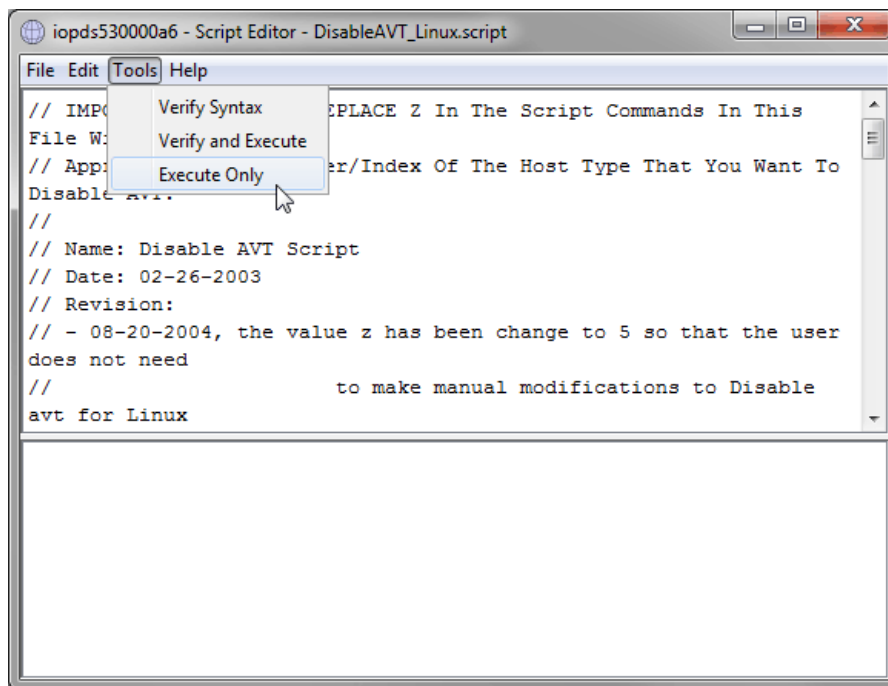 iopds530000a6 - Script Editor - DisableAVT_Linux.script
File Edit Tools Help
Verify Syntax
Verify and Execute
Execute Only
// IMPO EPLACE Z In The Script Commands In This
File Wi
// Appr er/Index Of The Host Type That You Want To
Disable AVT.
//
// Name: Disable AVT Script
// Date: 02-26-2003
// Revision:
// - 08-20-2004, the value z has been change to 5 so that the user
does not need
// to make manual modifications to Disable
avt for Linux